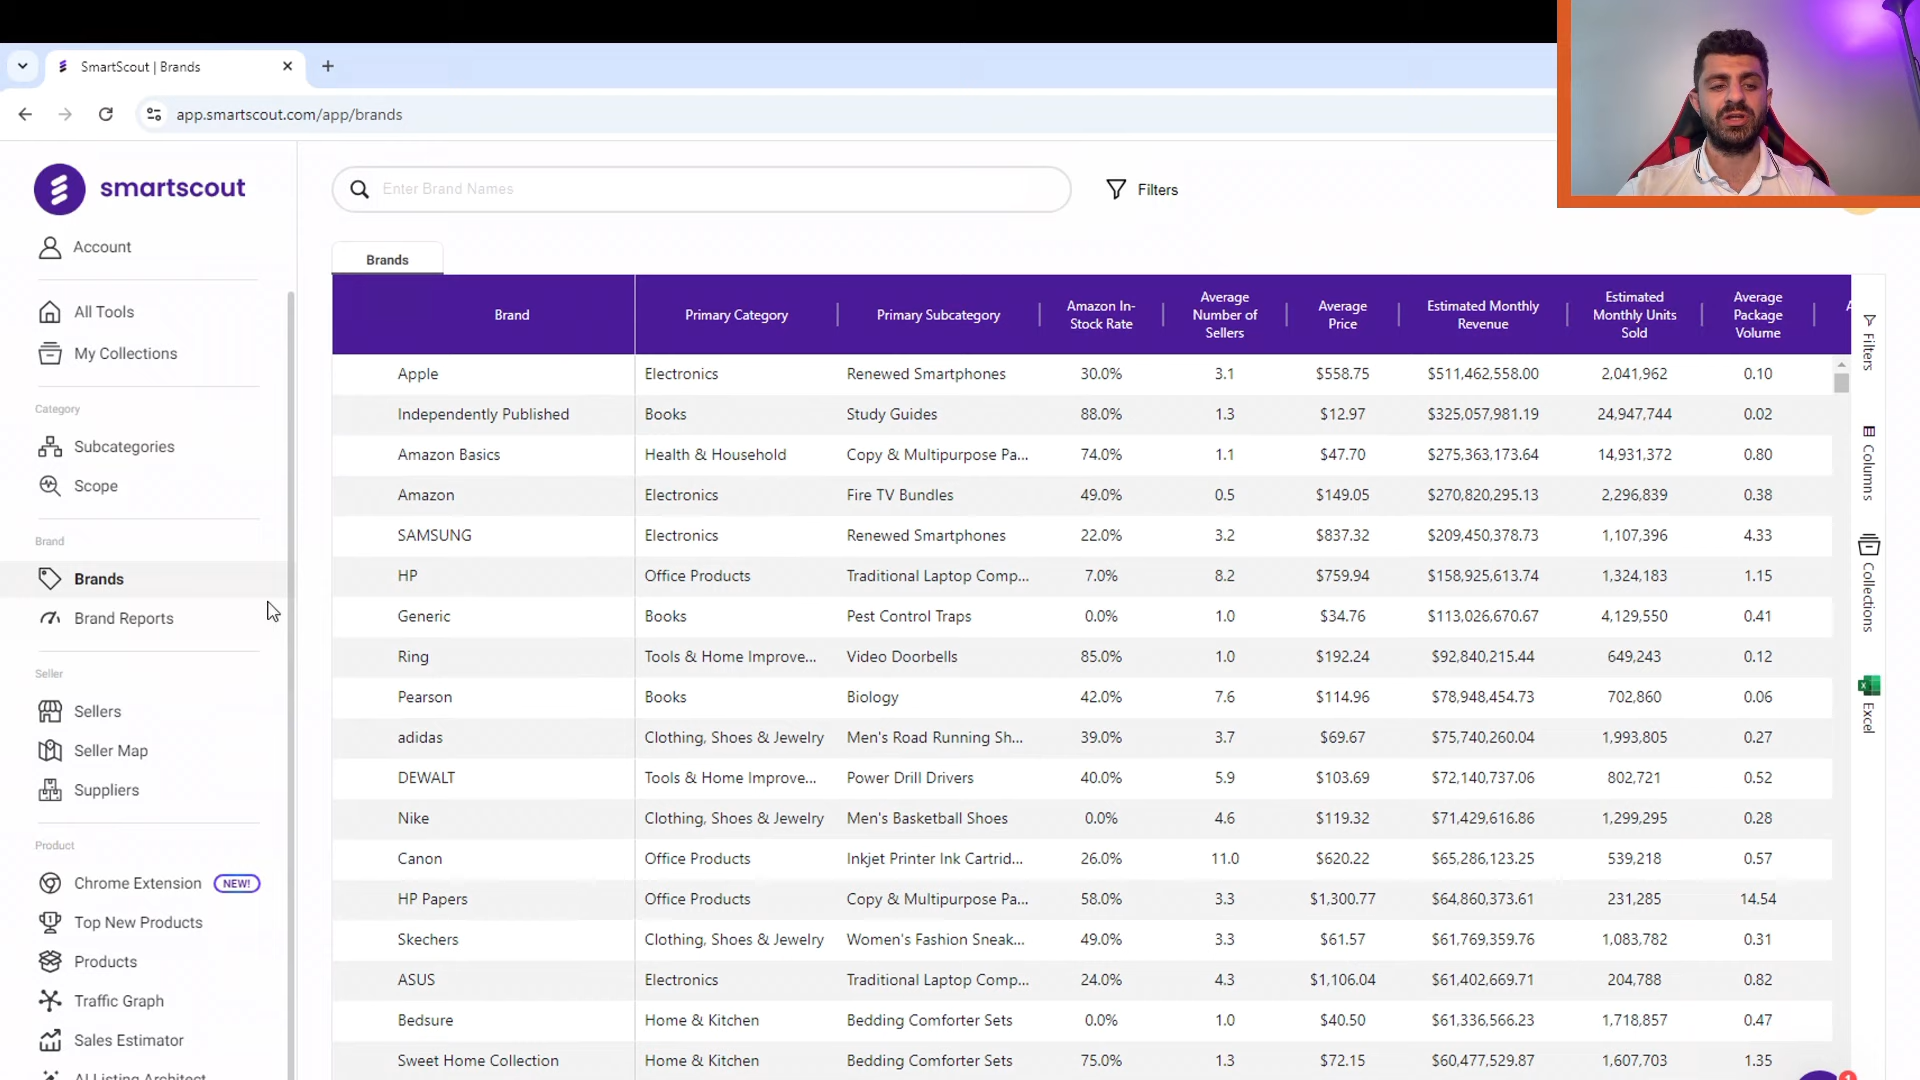 SmartScout | Brands
app.smartscout.com/app/brands
smartscout
Account
All Tools
My Collections
Category
Subcategories
Scope
Brand
Brands
Brand Reports
Seller
Sellers
Seller Map
Suppliers
Product
Chrome Extension NEW!
Top New Products
Products
Traffic Graph
Sales Estimator
AI Listing Architect
Enter Brand Names
Filters
Brands
Brand Primary Category Primary Subcategory Amazon In-Stock Rate Average Number of Sellers Average Price Estimated Monthly Revenue Estimated Monthly Units Sold Average Package Volume A
Apple Electronics Renewed Smartphones 30.0% 3.1 $558.75 $511,462,558.00 2,041,962 0.10
Independently Published Books Study Guides 88.0% 1.3 $12.97 $325,057,981.19 24,947,744 0.02
Amazon Basics Health & Household Copy & Multipurpose Pa... 74.0% 1.1 $47.70 $275,363,173.64 14,931,372 0.80
Amazon Electronics Fire TV Bundles 49.0% 0.5 $149.05 $270,820,295.13 2,296,839 0.38
SAMSUNG Electronics Renewed Smartphones 22.0% 3.2 $837.32 $209,450,378.73 1,107,396 4.33
HP Office Products Traditional Laptop Comp... 7.0% 8.2 $759.94 $158,925,613.74 1,324,183 1.15
Generic Books Pest Control Traps 0.0% 1.0 $34.76 $113,026,670.67 4,129,550 0.41
Ring Tools & Home Improve... Video Doorbells 85.0% 1.0 $192.24 $92,840,215.44 649,243 0.12
Pearson Books Biology 42.0% 7.6 $114.96 $78,948,454.73 702,860 0.06
adidas Clothing, Shoes & Jewelry Men's Road Running Sh... 39.0% 3.7 $69.67 $75,740,260.04 1,993,805 0.27
DEWALT Tools & Home Improve... Power Drill Drivers 40.0% 5.9 $103.69 $72,140,737.06 802,721 0.52
Nike Clothing, Shoes & Jewelry Men's Basketball Shoes 0.0% 4.6 $119.32 $71,429,616.86 1,299,295 0.28
Canon Office Products Inkjet Printer Ink Cartrid... 26.0% 11.0 $620.22 $65,286,123.25 539,218 0.57
HP Papers Office Products Copy & Multipurpose Pa... 58.0% 3.3 $1,300.77 $64,860,373.61 231,285 14.54
Skechers Clothing, Shoes & Jewelry Women's Fashion Sneak... 49.0% 3.3 $61.57 $61,769,359.76 1,083,782 0.31
ASUS Electronics Traditional Laptop Comp... 24.0% 4.3 $1,106.04 $61,402,669.71 204,788 0.82
Bedsure Home & Kitchen Bedding Comforter Sets 0.0% 1.0 $40.50 $61,336,566.23 1,718,857 0.47
Sweet Home Collection Home & Kitchen Bedding Comforter Sets 75.0% 1.3 $72.15 $60,477,529.87 1,607,703 1.35
Filters
Columns
Collections
Excel
1